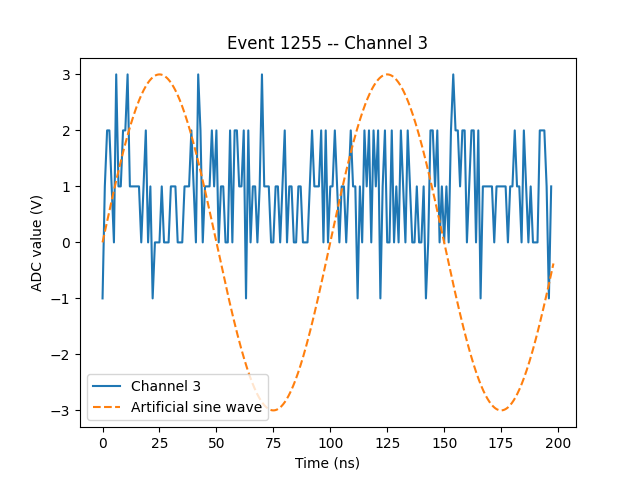 Event 1255 -- Channel 3
ADC value (V)
3
2
1
0
−1
−2
−3
Channel 3
Artificial sine wave
0 25 50 75 100 125 150 175 200
Time (ns)